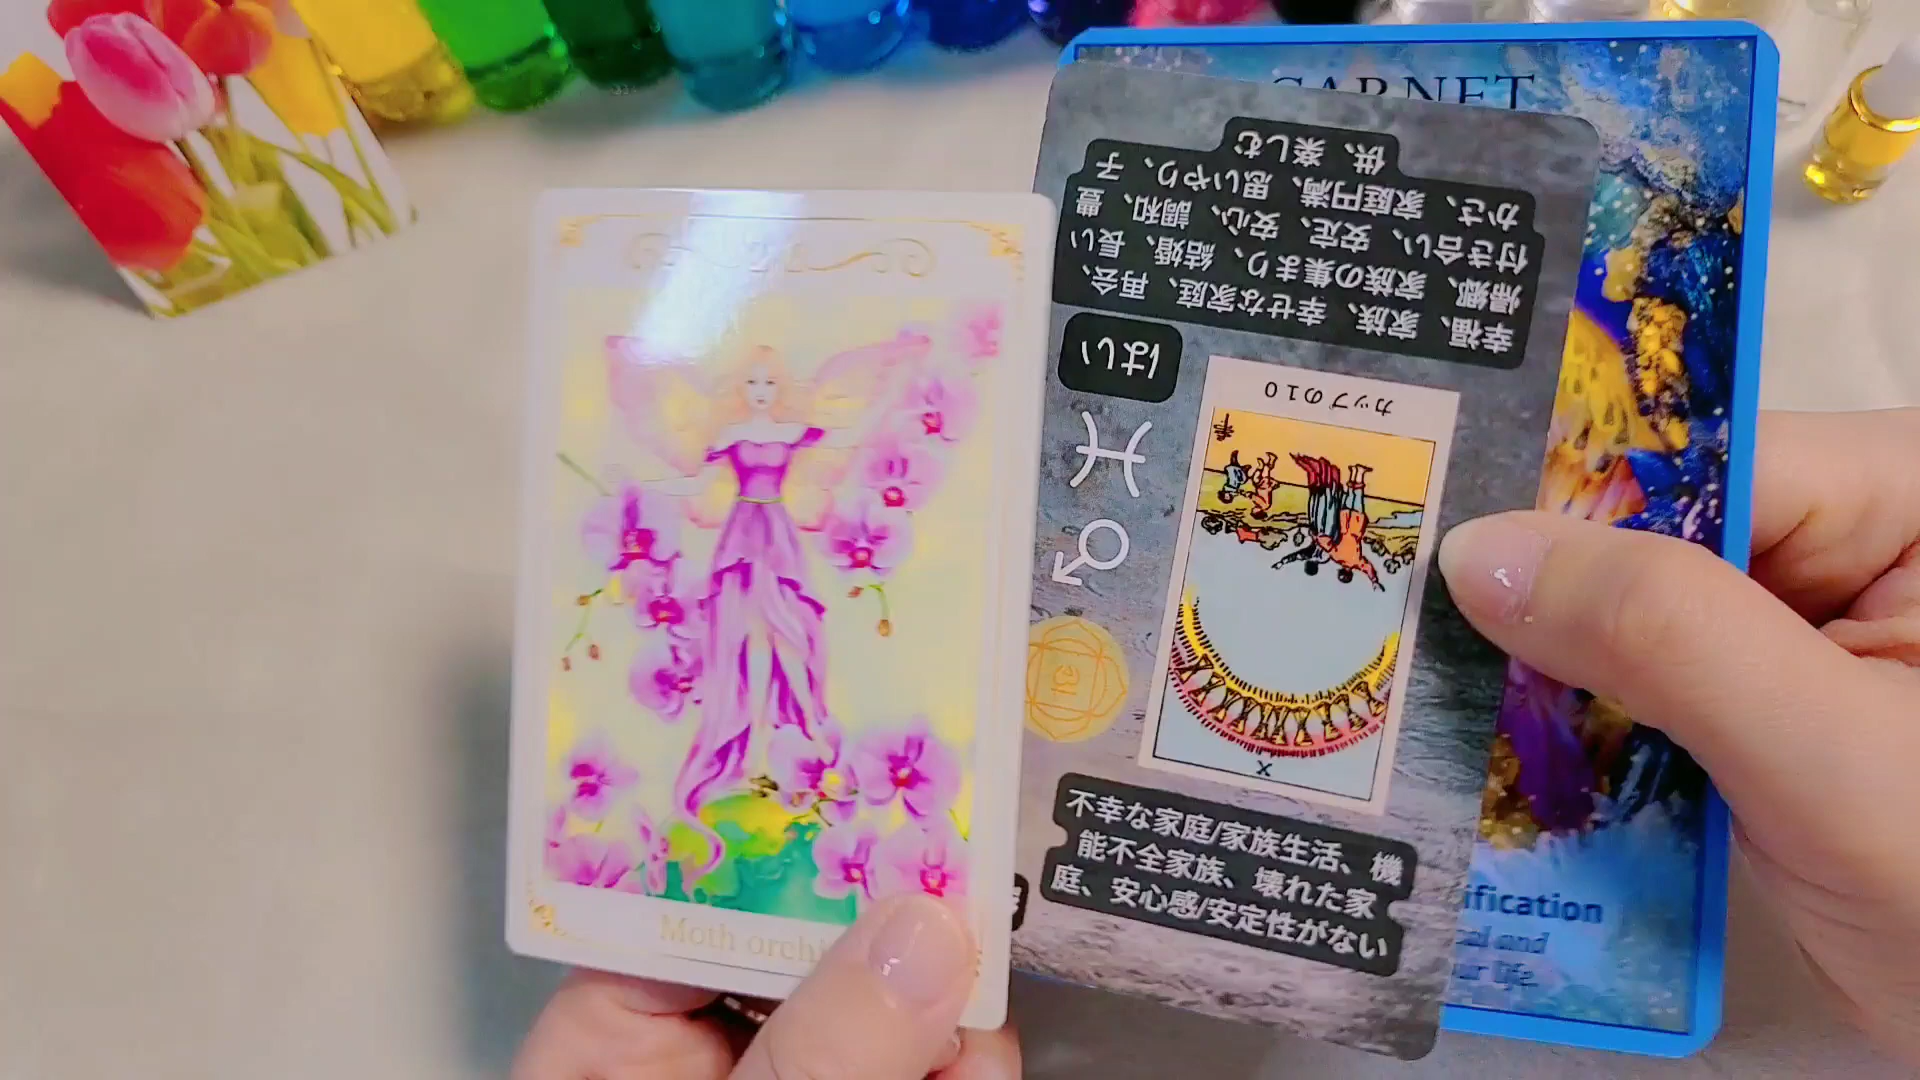 GARNET
幸福、家族、幸せな家庭、再会、
帰郷、家族の集まり、結婚、長い
付き合い、安定、安心、調和、豊
かさ、家庭円満、思いやり、子
供、楽しむ
はい
カップの10
X
不幸な家庭/家族生活、機
能不全家族、壊れた家
庭、安心感/安定性がない
Moth orchi
ification
and
life.